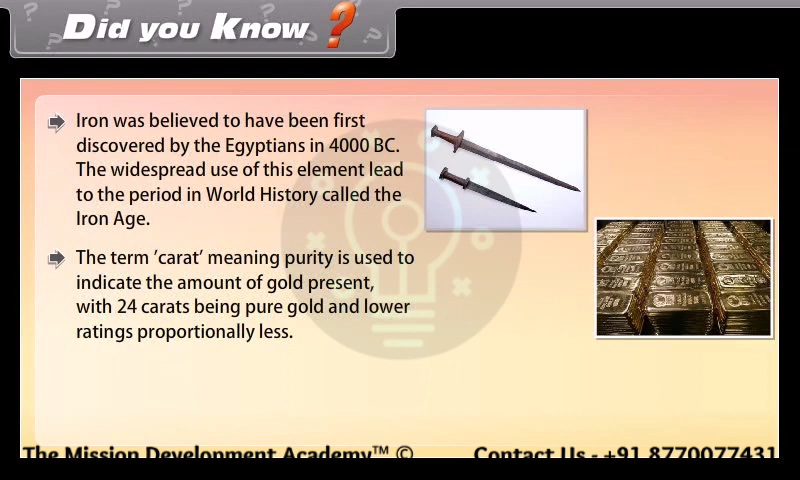 Did you Know ?
Iron was believed to have been first
discovered by the Egyptians in 4000 BC.
The widespread use of this element lead
to the period in World History called the
Iron Age.
The term 'carat' meaning purity is used to
indicate the amount of gold present,
with 24 carats being pure gold and lower
ratings proportionally less.
The Mission Development Academy™ © Contact Us - +91 8770077431